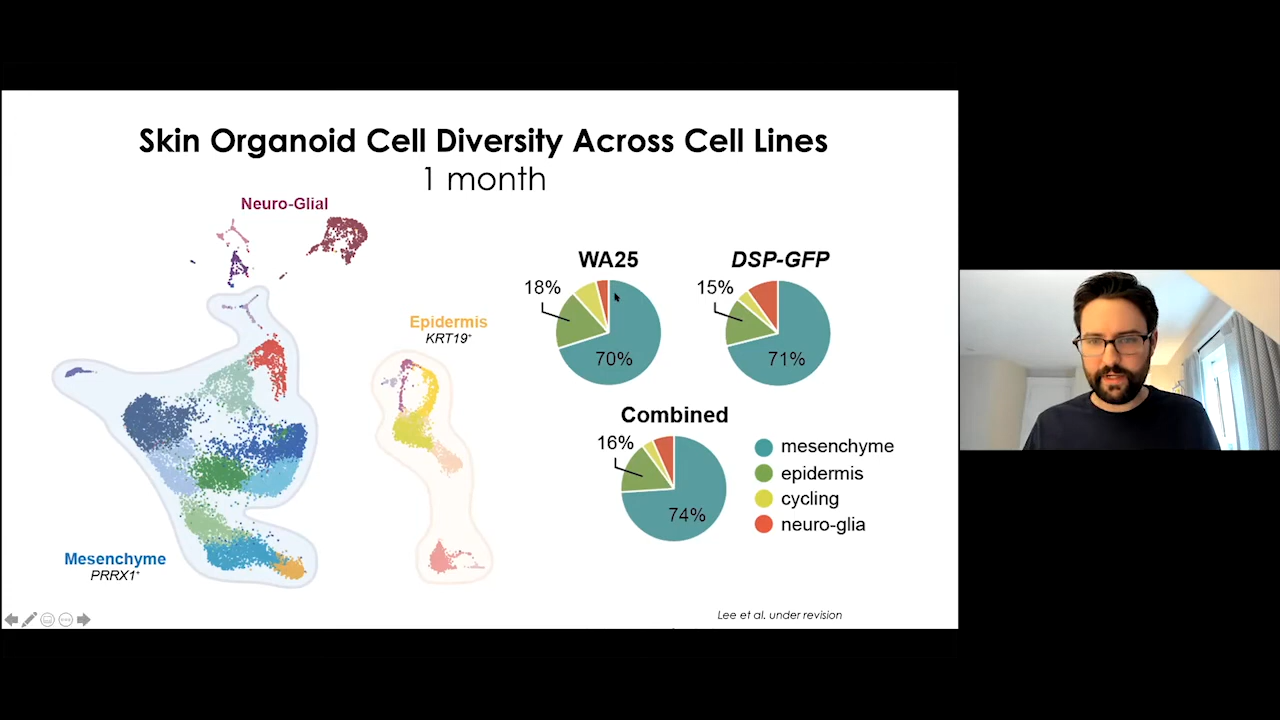 Skin Organoid Cell Diversity Across Cell Lines
1 month
Neuro-Glial
Epidermis
KRT19+
Mesenchyme
PRRX1+
WA25
18%
70%
DSP-GFP
15%
71%
Combined
16%
74%
mesenchyme
epidermis
cycling
neuro-glia
Lee et al. under revision